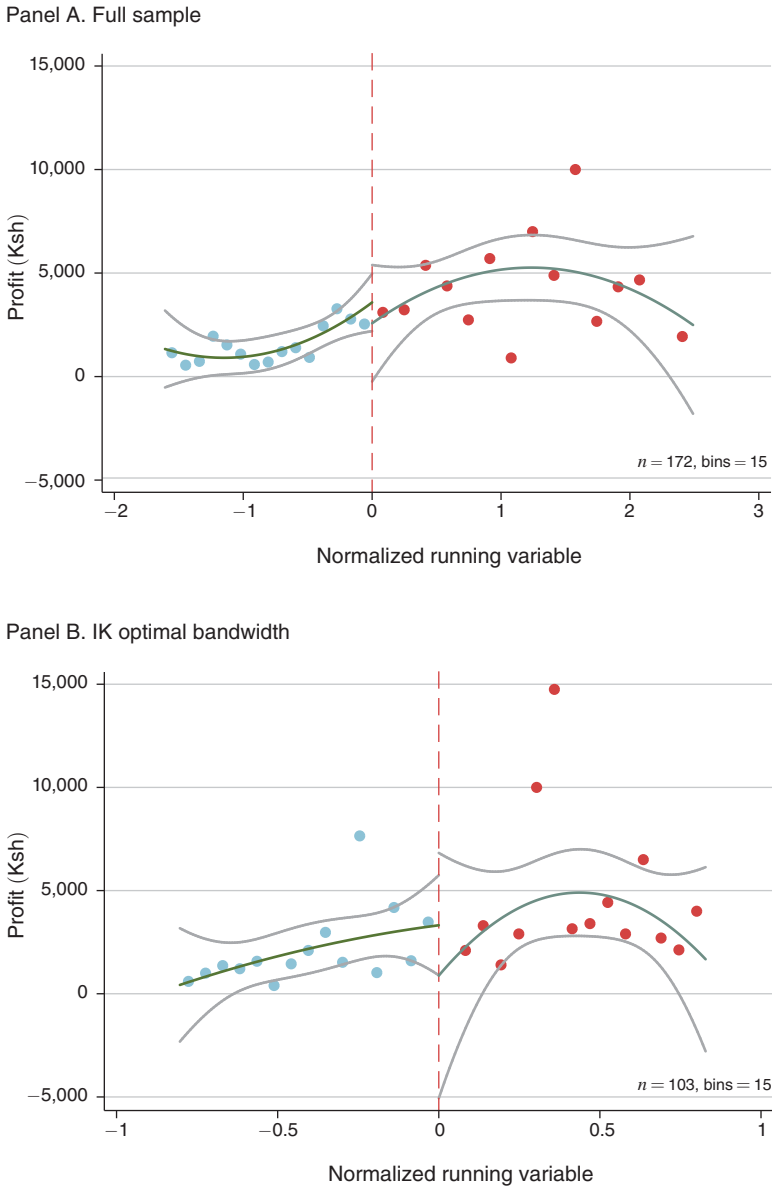 Panel A. Full sample
15,000
10,000
5,000
0
−5,000
Profit (Ksh)
n = 172, bins = 15
−2 −1 0 1 2 3
Normalized running variable
Panel B. IK optimal bandwidth
15,000
10,000
5,000
0
−5,000
Profit (Ksh)
n = 103, bins = 15
−1 −0.5 0 0.5 1
Normalized running variable